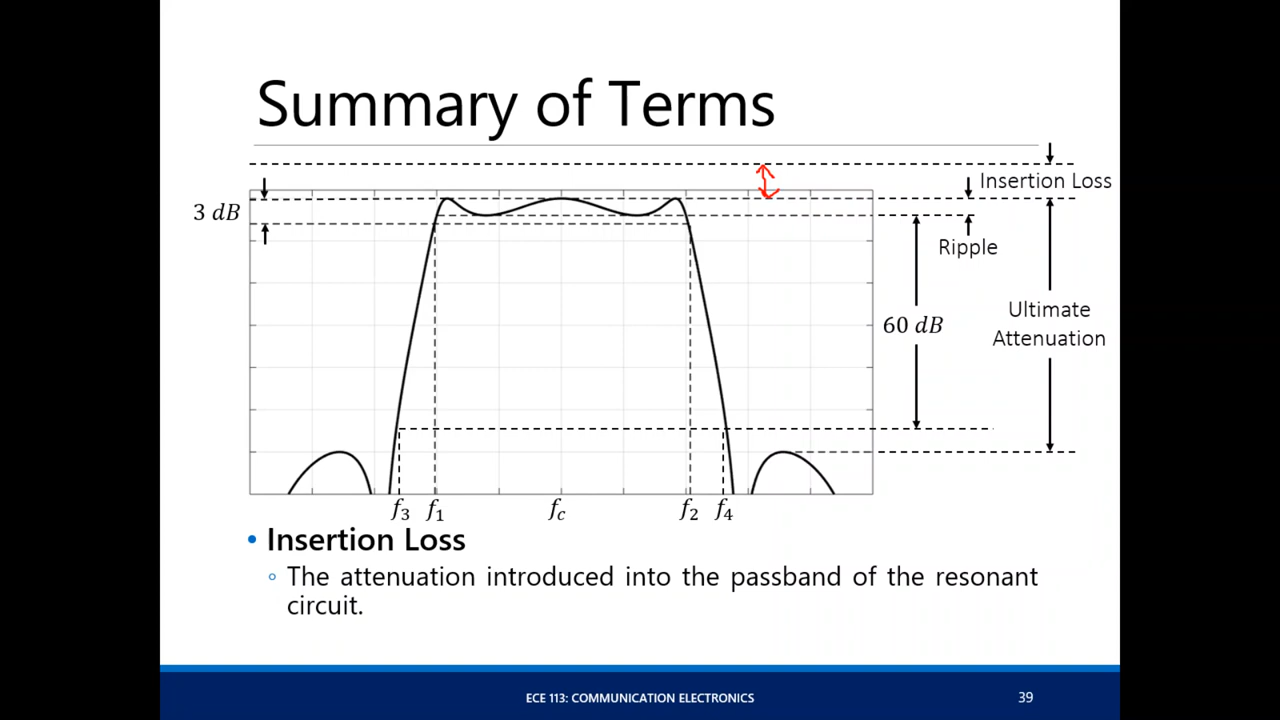 Summary of Terms
Insertion Loss
3 dB
Ripple
Ultimate
Attenuation
60 dB
f₃ f₁ f_c f₂ f₄
• Insertion Loss
◦ The attenuation introduced into the passband of the resonant
circuit.
ECE 113: COMMUNICATION ELECTRONICS 39